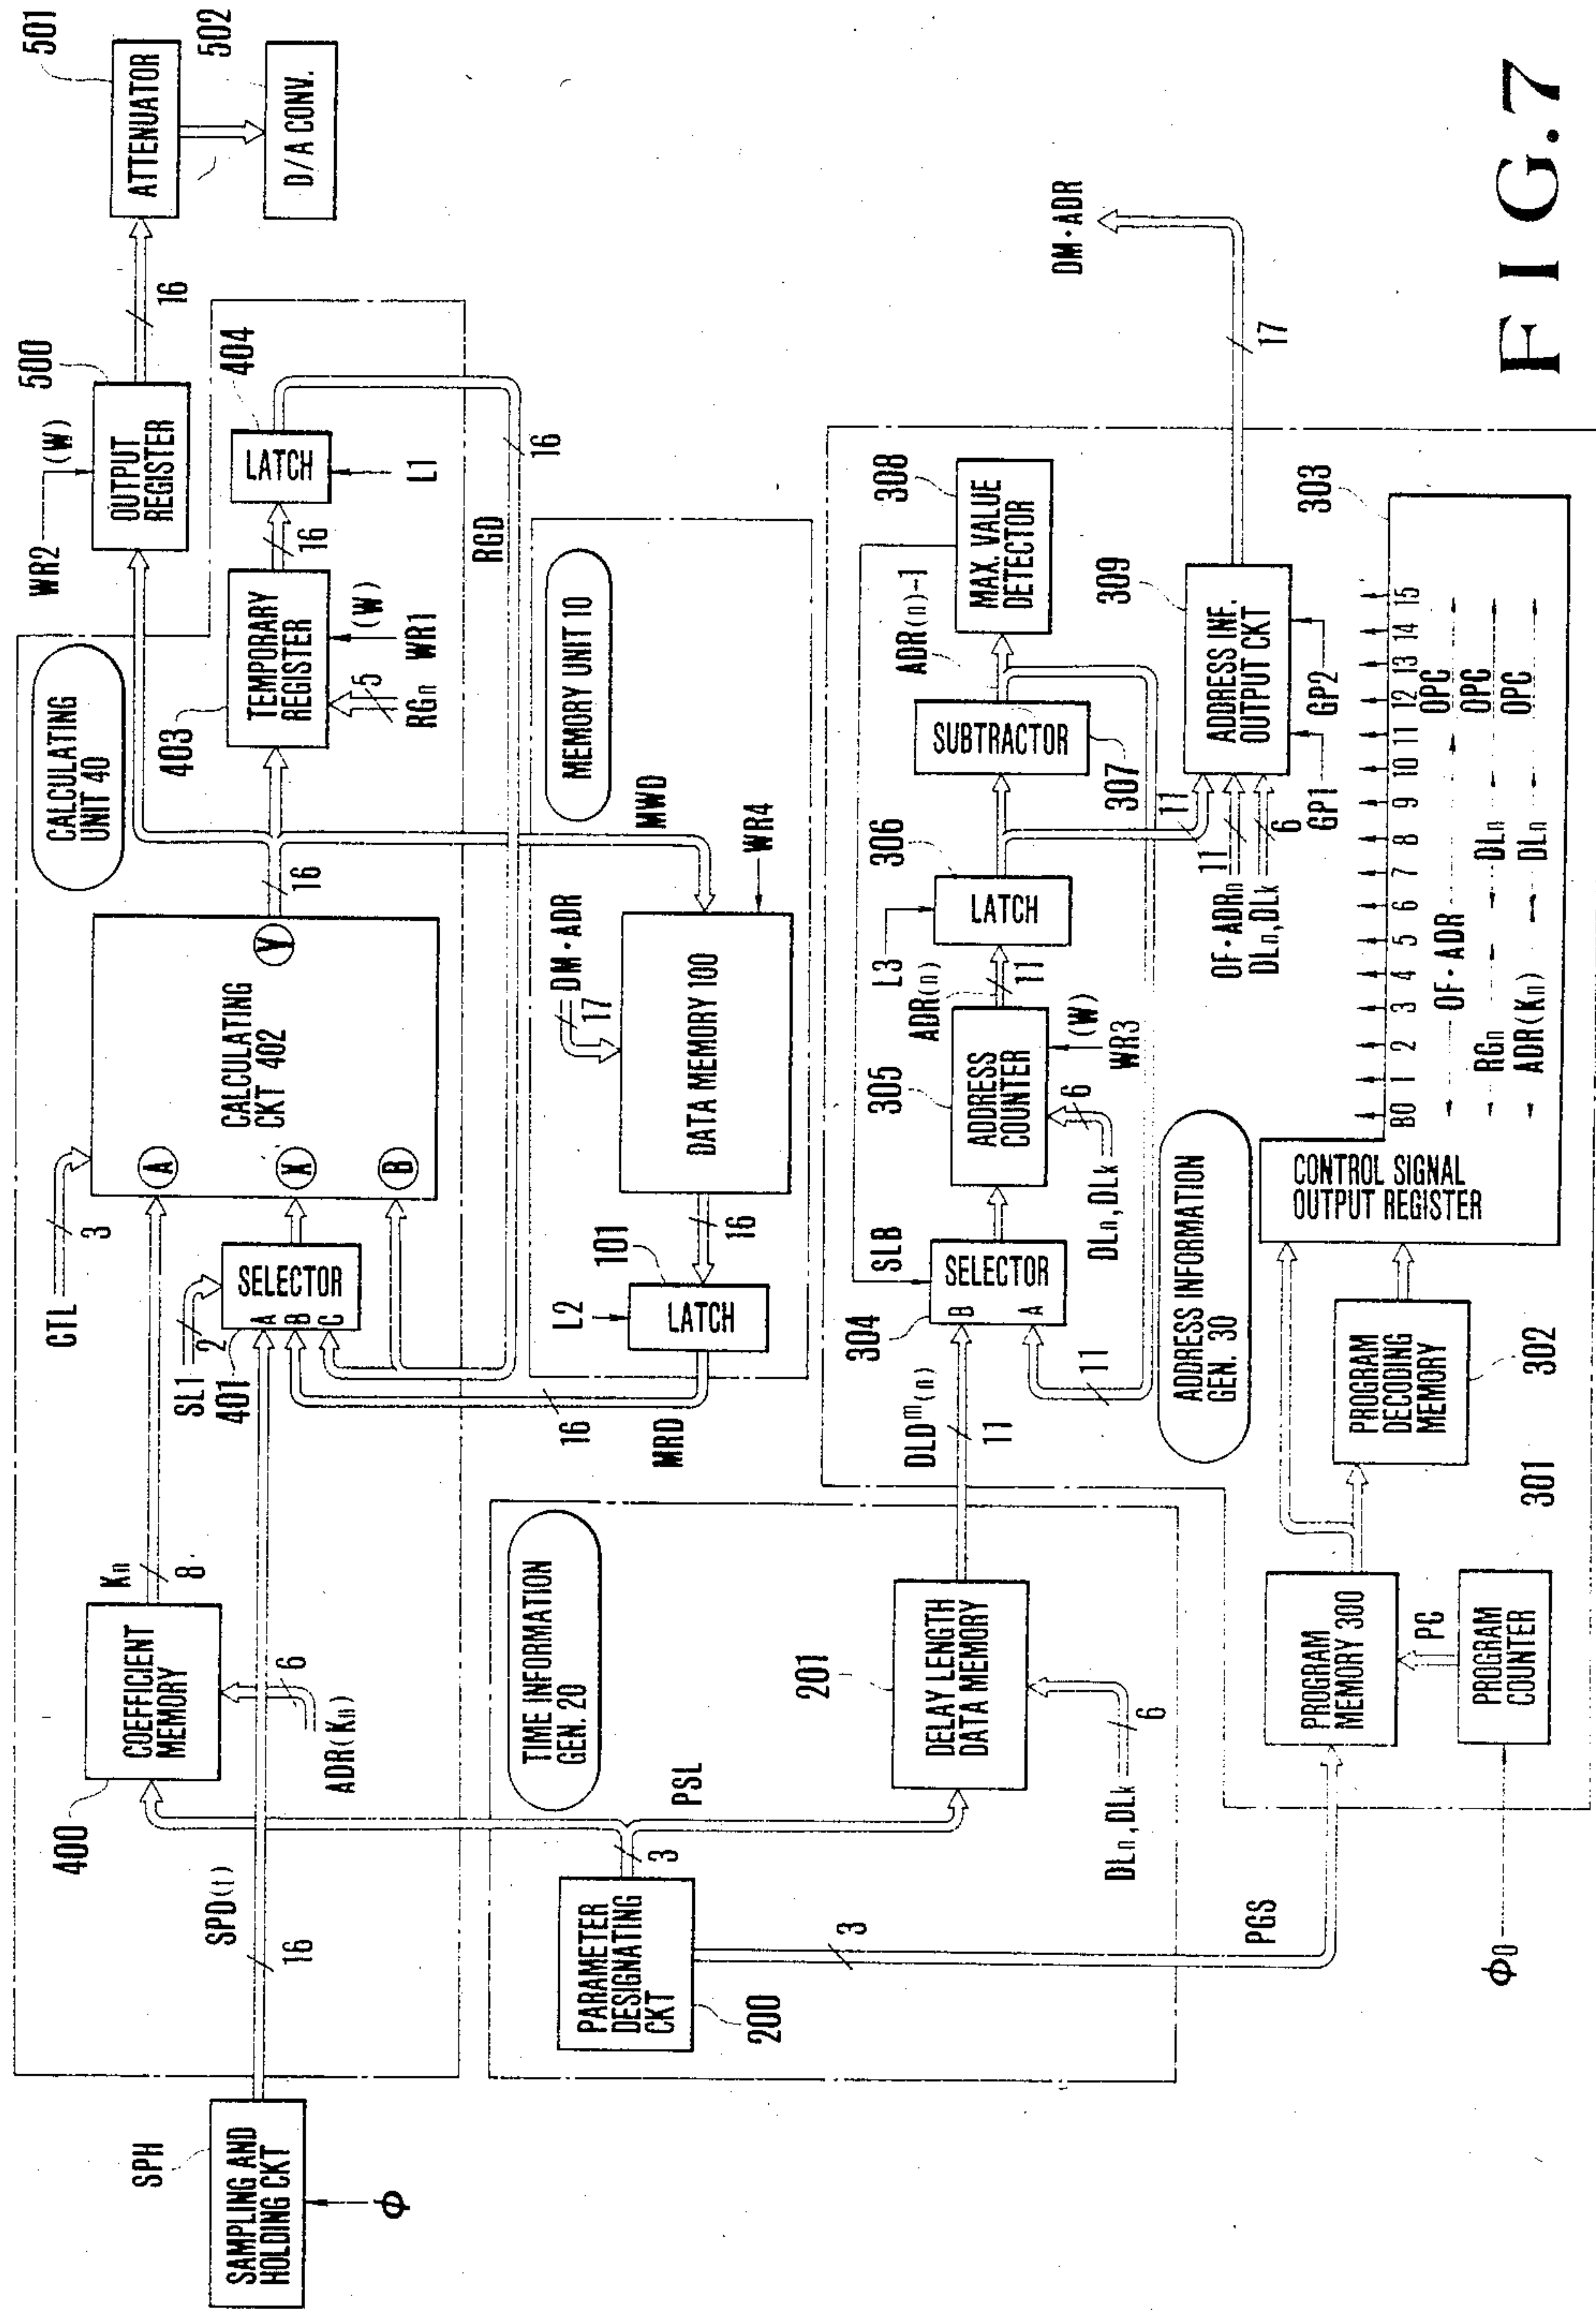 SPH
SAMPLING AND
HOLDING CKT
Φ
SPD(t)
16
CALCULATING
UNIT 40
400
COEFFICIENT
MEMORY
Kn
8
6
ADR(Kn)
CTL
3
SL1
2
401
SELECTOR
A
B
C
CALCULATING
CKT 402
A
X
B
Y
16
WR2
(W)
500
OUTPUT
REGISTER
16
501
ATTENUATOR
502
D/A CONV.
403
TEMPORARY
REGISTER
5
RGn
WR1
(W)
16
404
LATCH
L1
RGD
16
MEMORY UNIT 10
MWD
DM·ADR
17
DATA MEMORY 100
WR4
16
101
LATCH
L2
16
MRD
TIME INFORMATION
GEN. 20
PARAMETER
DESIGNATING
CKT
200
3
PSL
3
PGS
201
DELAY LENGTH
DATA MEMORY
6
DLn, DLk
DLDm(n)
11
ADDRESS INFORMATION
GEN. 30
304
SLB
SELECTOR
B
A
11
305
ADDRESS
COUNTER
6
DLn, DLk
WR3
(W)
ADR(n)
11
L3
306
LATCH
307
SUBTRACTOR
ADR(n)-1
308
MAX. VALUE
DETECTOR
11
11
6
OF·ADRn
DLn, DLk
309
ADDRESS INF.
OUTPUT CKT
GP1
GP2
17
DM·ADR
Φ0
PROGRAM
COUNTER
301
PC
PROGRAM
MEMORY 300
PROGRAM
DECODING
MEMORY
302
303
CONTROL SIGNAL
OUTPUT REGISTER
B0 1 2 3 4 5 6 7 8 9 10 11 12 13 14 15
OF·ADR OPC
RGn DLn OPC
ADR(Kn) DLn OPC
FIG.7